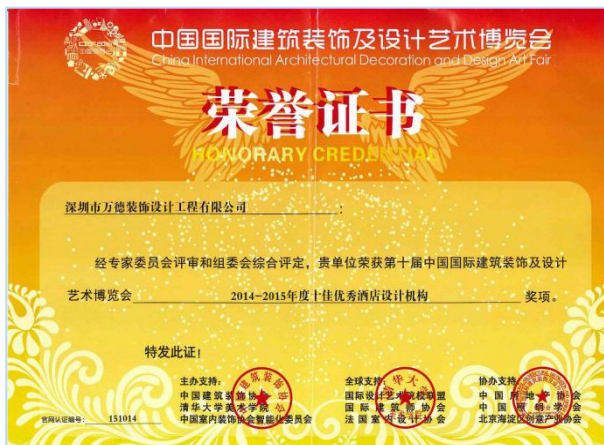 中国国际建筑装饰及设计艺术博览会
China International Architectural Decoration and Design Art Fair
荣誉证书
HONORARY CREDENTIAL
深圳市万德装饰设计工程有限公司：
经专家委员会评审和组委会综合评定，贵单位荣获第十届中国国际建筑装饰及设计
艺术博览会 2014-2015年度十佳优秀酒店设计机构 奖项。
特发此证！
主办支持：
中国建筑装饰协会
清华大学美术学院
中国室内装饰协会智能化委员会
全球支持：
国际设计艺术院校联盟
国际建筑师协会
法国室内设计协会
协办支持：
中国房地产协会
中国照明学会
北京海淀区创意产业协会
官网认证编号： 151014